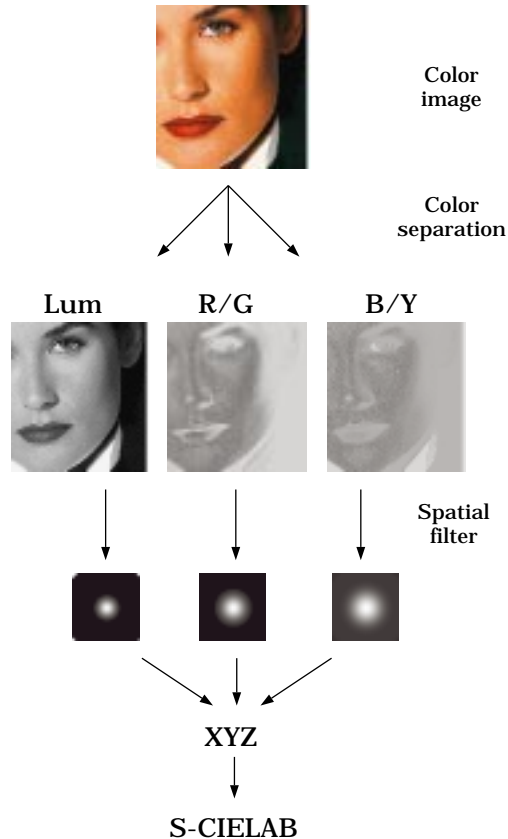 Color
image
Color
separation
Lum R/G B/Y
Spatial
filter
XYZ
S-CIELAB